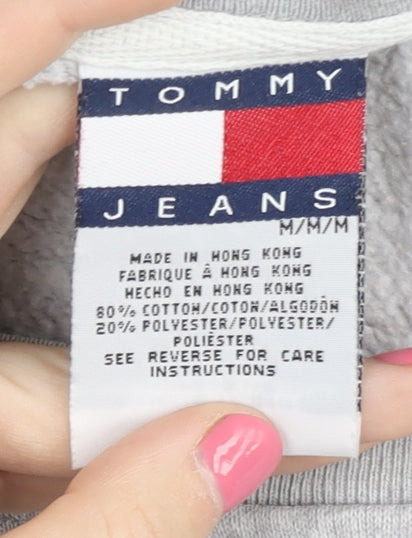 TOMMY
JEANS
M/M/M
MADE IN HONG KONG
FABRIQUE Â HONG KONG
HECHO EN HONG KONG
80% COTTON/COTON/ALGODÓN
20% POLYESTER/POLYESTER/
POLIÉSTER
SEE REVERSE FOR CARE
INSTRUCTIONS